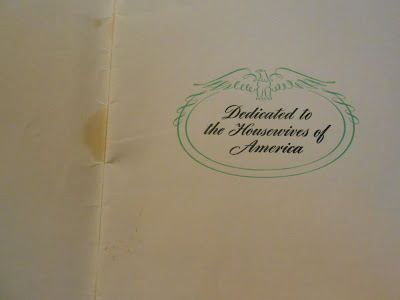 Dedicated to
the Housewives of
America